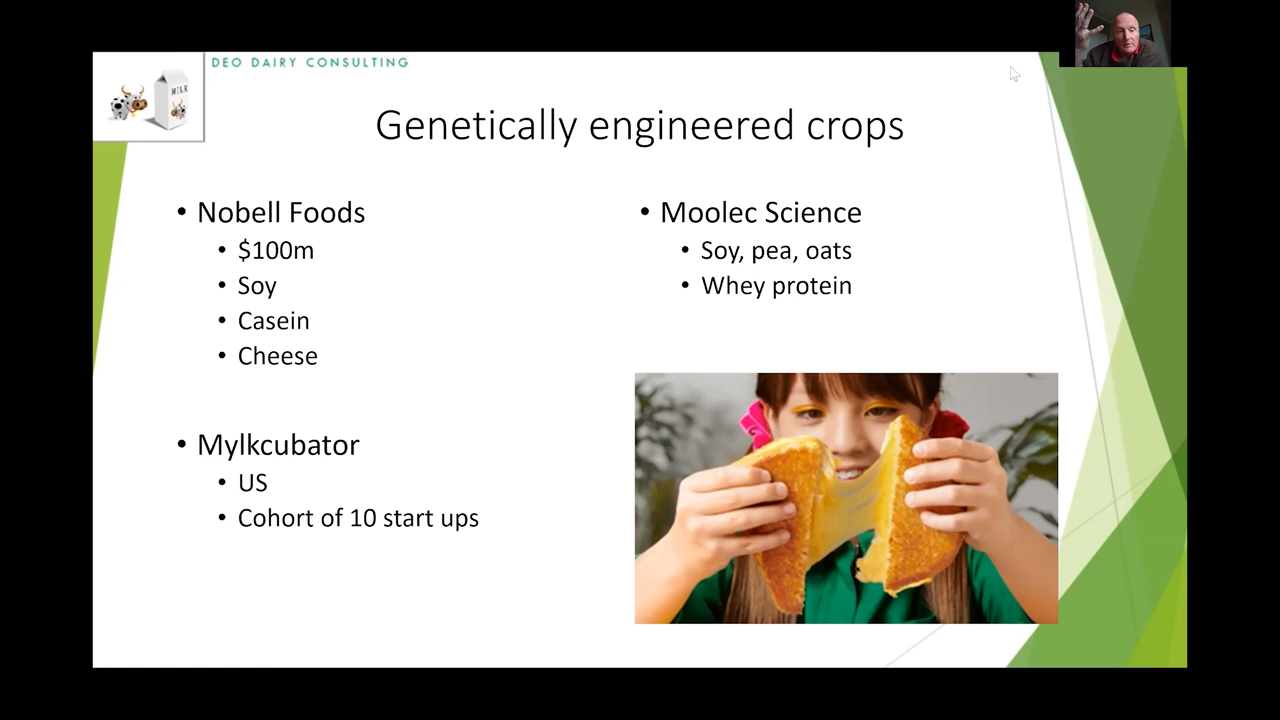 DEO DAIRY CONSULTING
MILK
Genetically engineered crops
• Nobell Foods
• $100m
• Soy
• Casein
• Cheese
• Mylkcubator
• US
• Cohort of 10 start ups
• Moolec Science
• Soy, pea, oats
• Whey protein